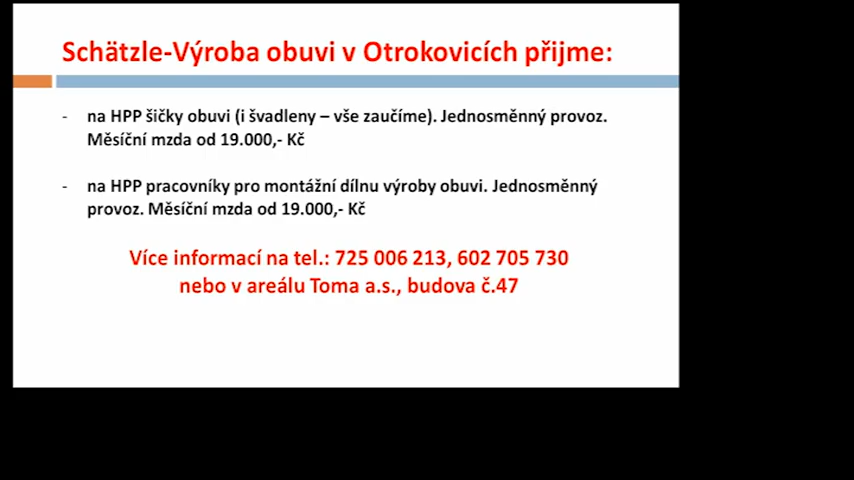 Schätzle-Výroba obuvi v Otrokovicích přijme:
- na HPP šičky obuvi (i švadleny – vše zaučíme). Jednosměnný provoz.
Měsíční mzda od 19.000,- Kč
- na HPP pracovníky pro montážní dílnu výroby obuvi. Jednosměnný
provoz. Měsíční mzda od 19.000,- Kč
Více informací na tel.: 725 006 213, 602 705 730
nebo v areálu Toma a.s., budova č.47